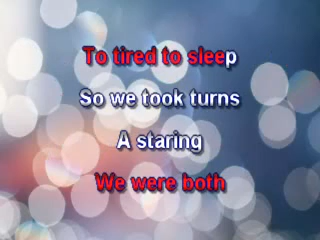 To tired to sleep
So we took turns
A staring
We were both